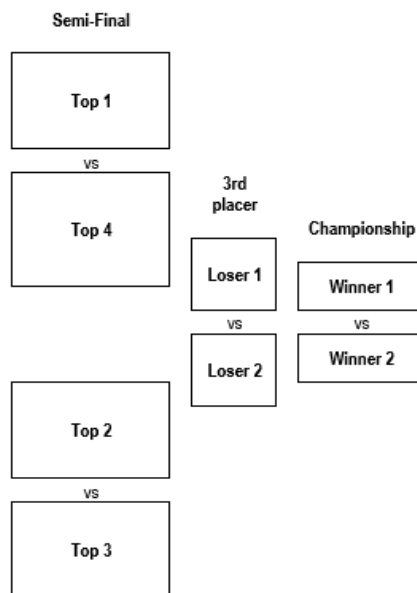 Semi-Final
Top 1
vs
Top 4
3rd
placer
Loser 1
vs
Loser 2
Championship
Winner 1
vs
Winner 2
Top 2
vs
Top 3